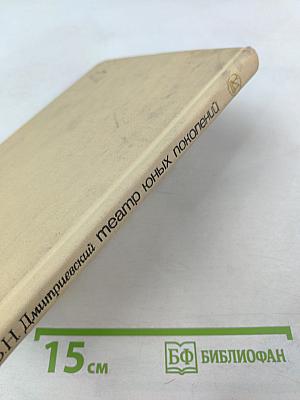 В.Н. Дмитриевский театр юных поколений
15 см
БФ БИБЛИОФАН